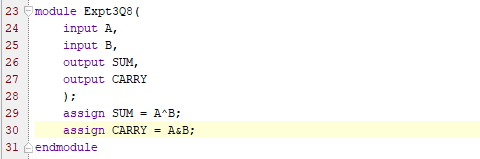 23 module Expt3Q8(
24 input A,
25 input B,
26 output SUM,
27 output CARRY
28 );
29 assign SUM = A^B;
30 assign CARRY = A&B;
31 endmodule